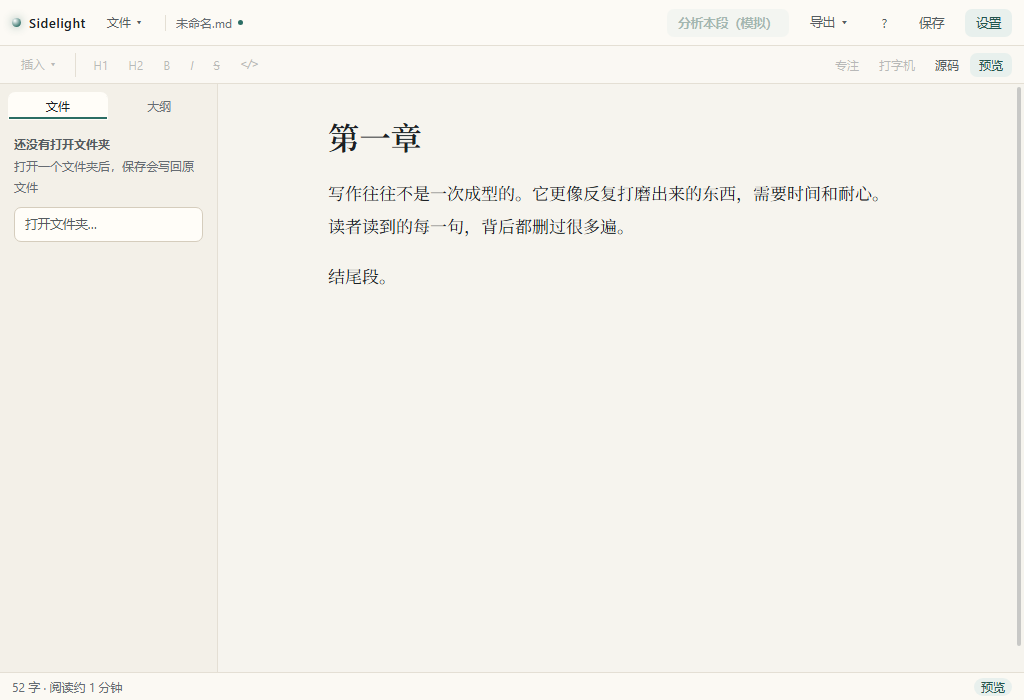 Sidelight 文件 未命名.md 分析本段（模拟） 导出 ? 保存 设置
插入 H1 H2 B I S </> 专注 打字机 源码 预览
文件 大纲
还没有打开文件夹
打开一个文件夹后，保存会写回原
文件
打开文件夹...
第一章
写作往往不是一次成型的。它更像反复打磨出来的东西，需要时间和耐心。
读者读到的每一句，背后都删过很多遍。
结尾段。
52 字 · 阅读约 1 分钟 预览